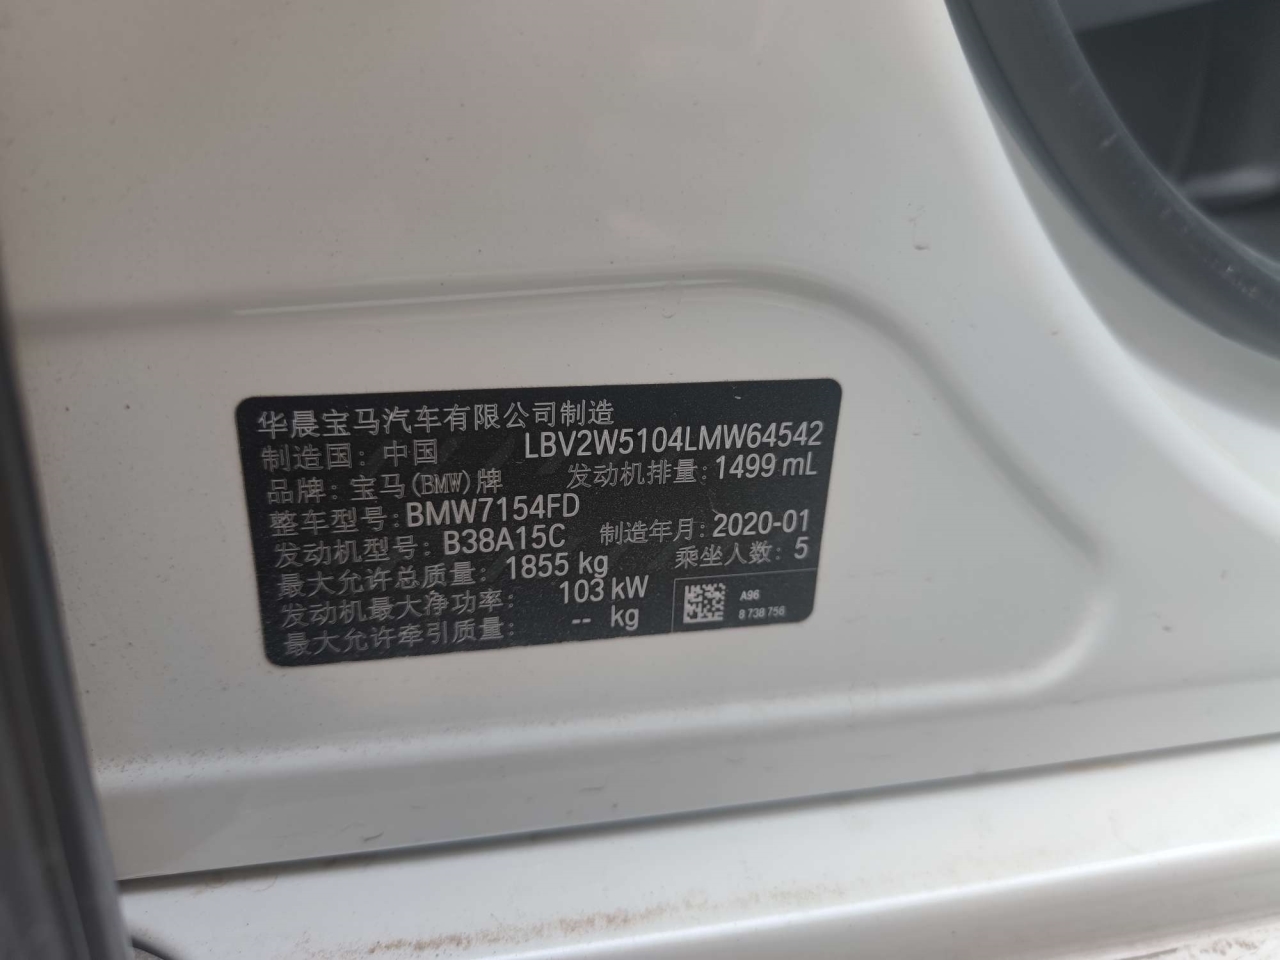 华晨宝马汽车有限公司制造
制造国: 中国 LBV2W5104LMW64542
品牌: 宝马(BMW)牌 发动机排量: 1499 mL
整车型号: BMW7154FD
发动机型号: B38A15C 制造年月: 2020-01
最大允许总质量: 1855 kg 乘坐人数: 5
发动机最大净功率: 103 kW
最大允许牵引质量: -- kg
A96
8 738 756